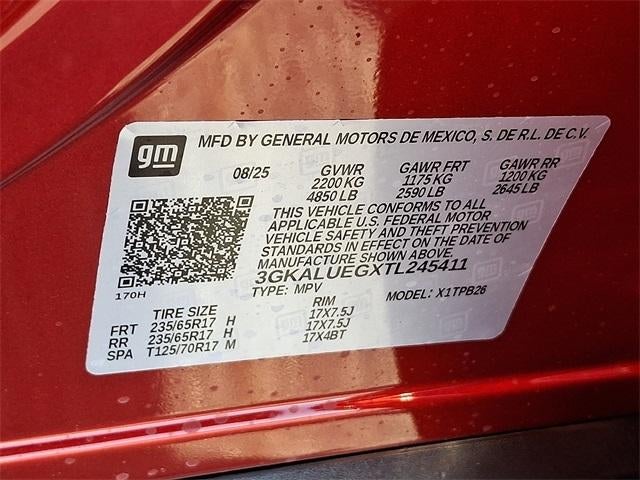 gm
MFD BY GENERAL MOTORS DE MEXICO, S. DE R.L. DE C.V.
08/25 GVWR GAWR FRT GAWR RR
2200 KG 1175 KG 1200 KG
4850 LB 2590 LB 2645 LB
THIS VEHICLE CONFORMS TO ALL
APPLICABLE U.S. FEDERAL MOTOR
VEHICLE SAFETY AND THEFT PREVENTION
STANDARDS IN EFFECT ON THE DATE OF
MANUFACTURE SHOWN ABOVE.
3GKALUEGXTL245411
170H
TYPE: MPV MODEL: X1TPB26
TIRE SIZE RIM
FRT 235/65R17 H 17X7.5J
RR 235/65R17 H 17X7.5J
SPA T125/70R17 M 17X4BT